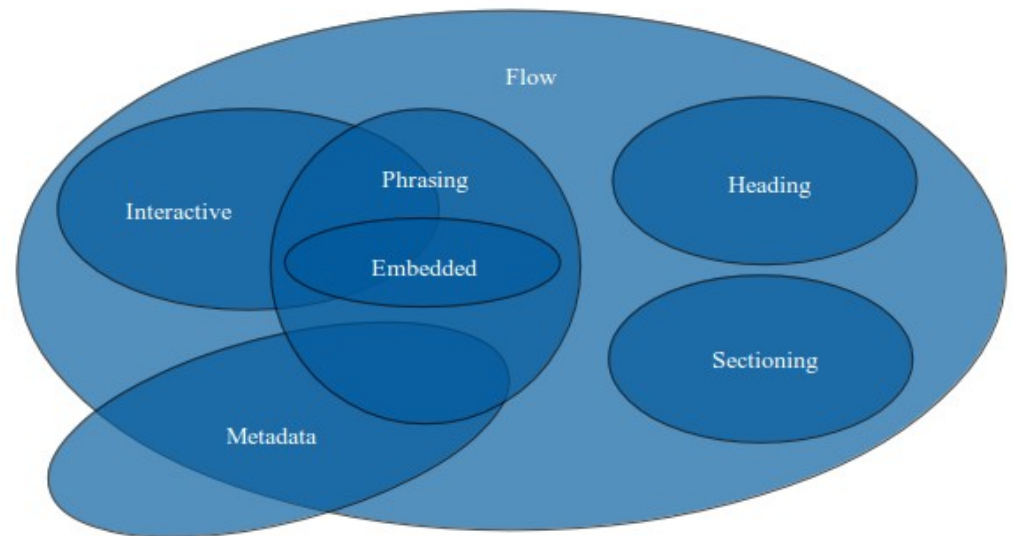 Flow
Phrasing
Heading
Interactive
Embedded
Sectioning
Metadata